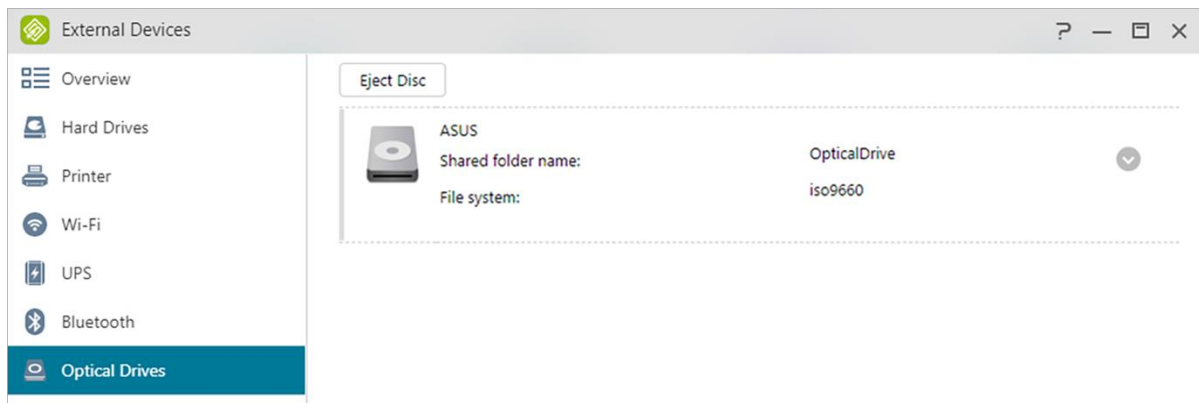 External Devices
Overview
Hard Drives
Printer
Wi-Fi
UPS
Bluetooth
Optical Drives
Eject Disc
ASUS
Shared folder name: OpticalDrive
File system: iso9660